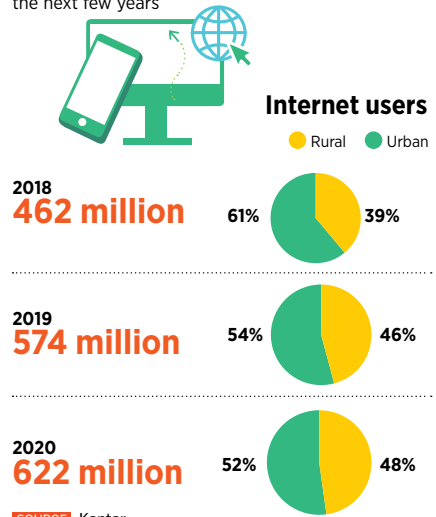 the next few years
Internet users
Rural Urban
2018
462 million
61% 39%
2019
574 million
54% 46%
2020
622 million
52% 48%
SOURCE Kantar